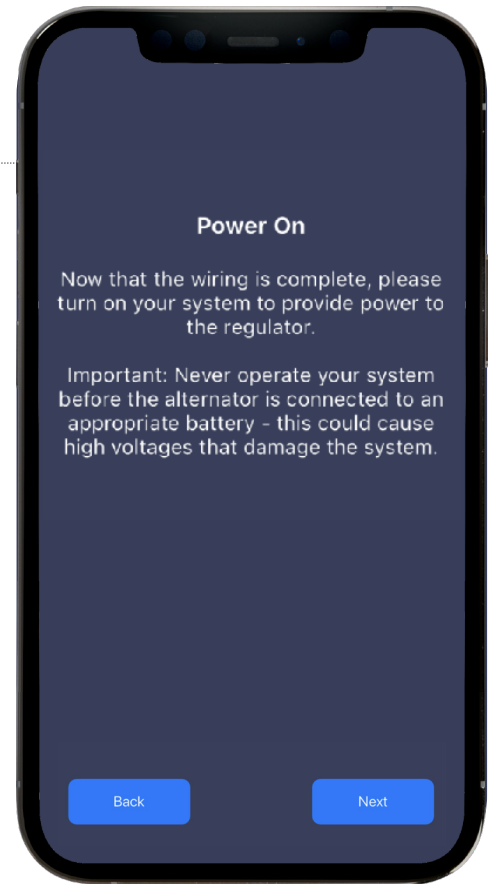 Power On
Now that the wiring is complete, please
turn on your system to provide power to
the regulator.
Important: Never operate your system
before the alternator is connected to an
appropriate battery - this could cause
high voltages that damage the system.
Back
Next